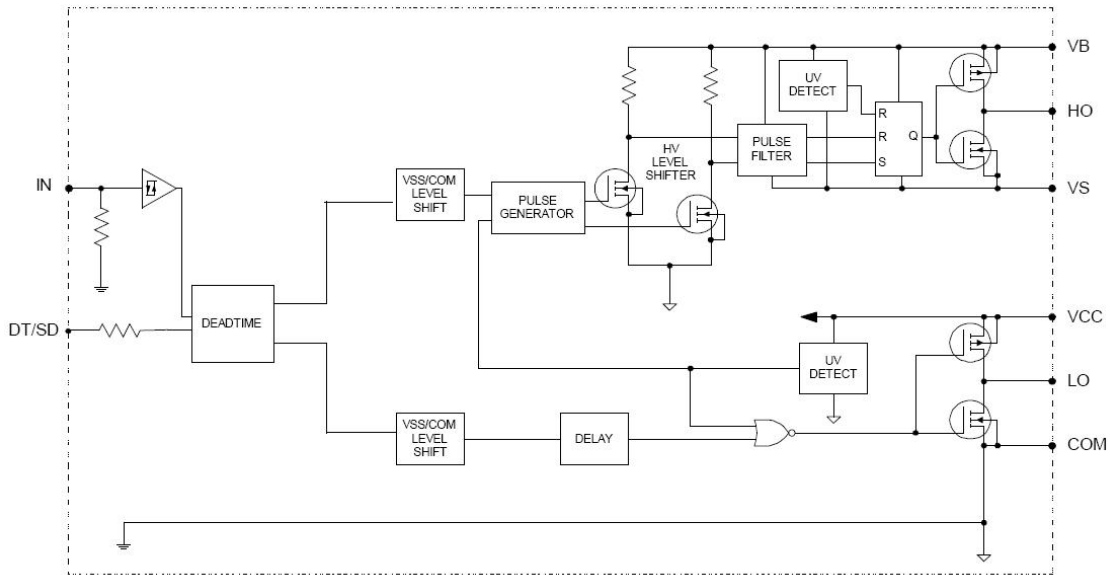 VB
UV
DETECT
HO
R
R
Q
S
PULSE
FILTER
HV
LEVEL
SHIFTER
IN
VSS/COM
LEVEL
SHIFT
PULSE
GENERATOR
VS
DT/SD
DEADTIME
VCC
UV
DETECT
LO
VSS/COM
LEVEL
SHIFT
DELAY
COM